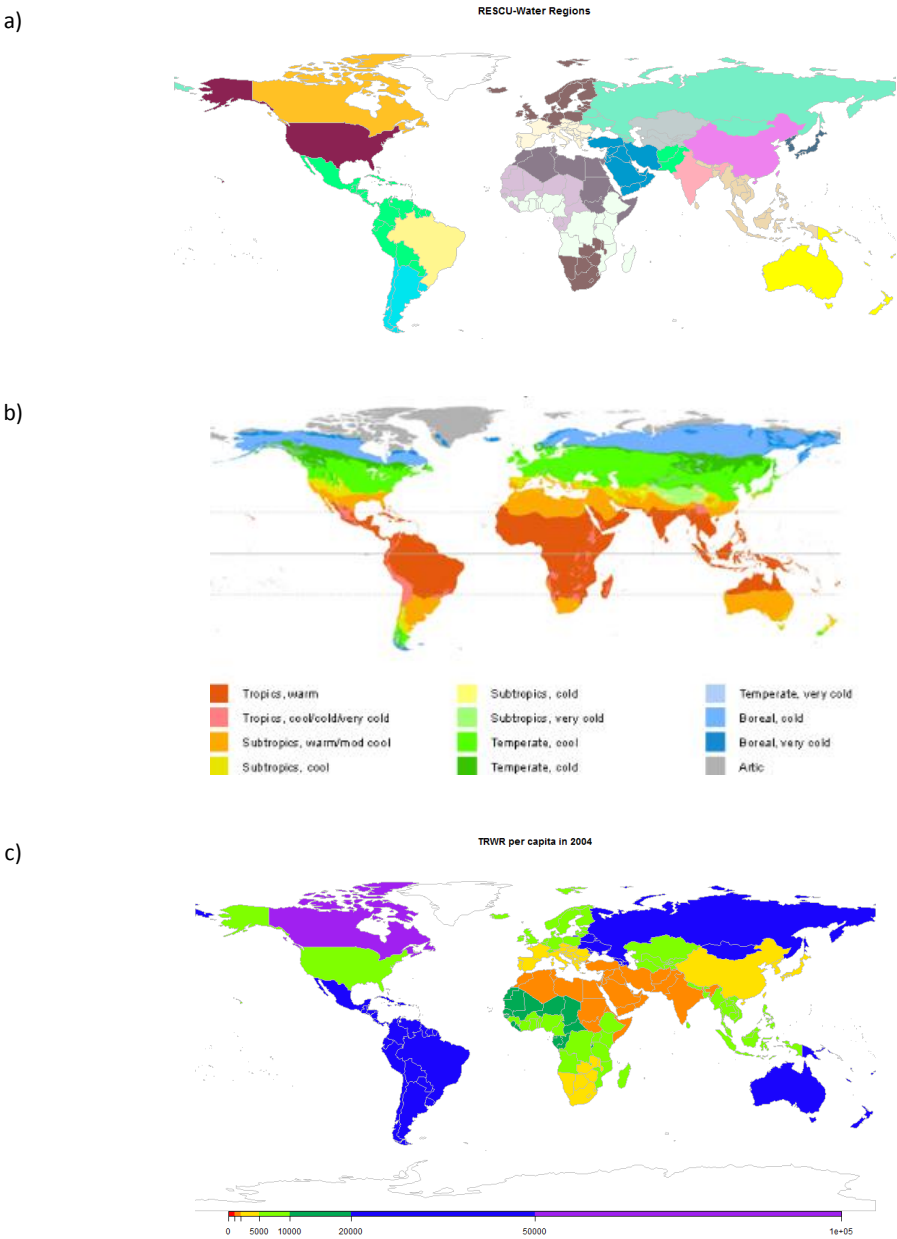 a)
RESCU-Water Regions
b)
Tropics, warm
Tropics, cool/cold/very cold
Subtropics, warm/mod cool
Subtropics, cool
Subtropics, cold
Subtropics, very cold
Temperate, cool
Temperate, cold
Temperate, very cold
Boreal, cold
Boreal, very cold
Artic
c)
TRWR per capita in 2004
0 5000 10000 20000 50000 1e+05